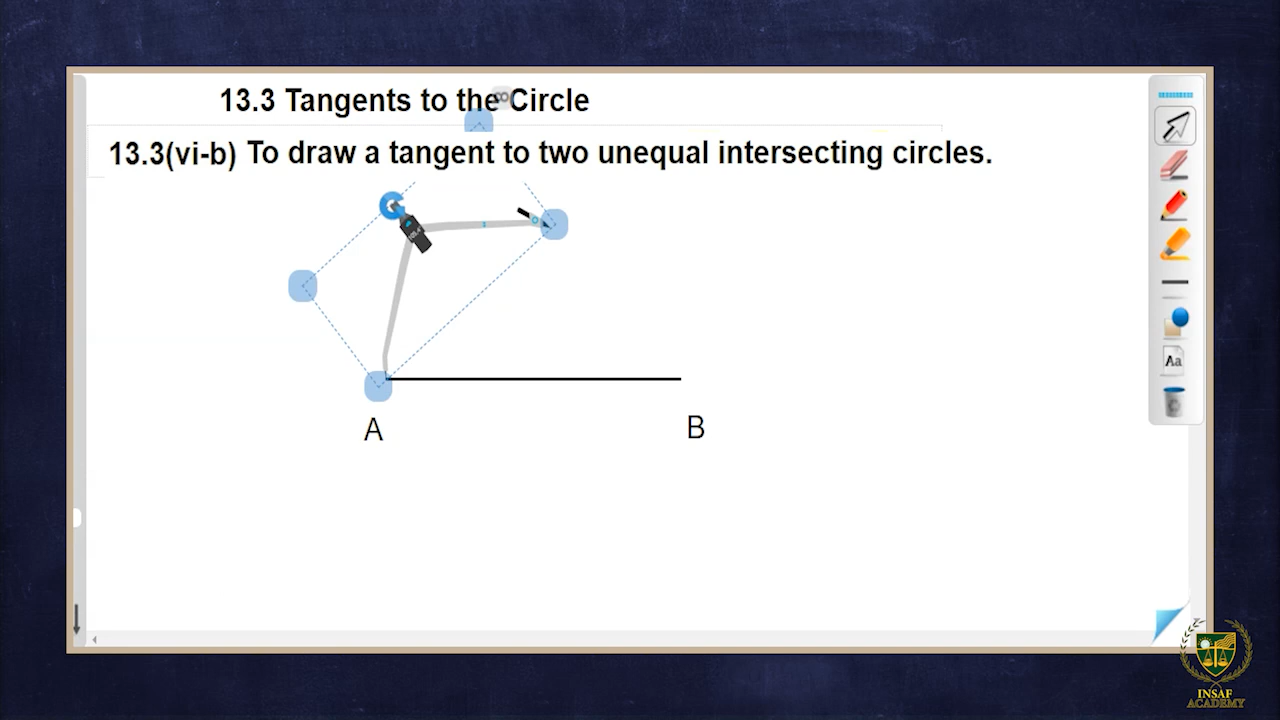 13.3 Tangents to the Circle
13.3(vi-b) To draw a tangent to two unequal intersecting circles.
A
B
Aa
INSAF
ACADEMY